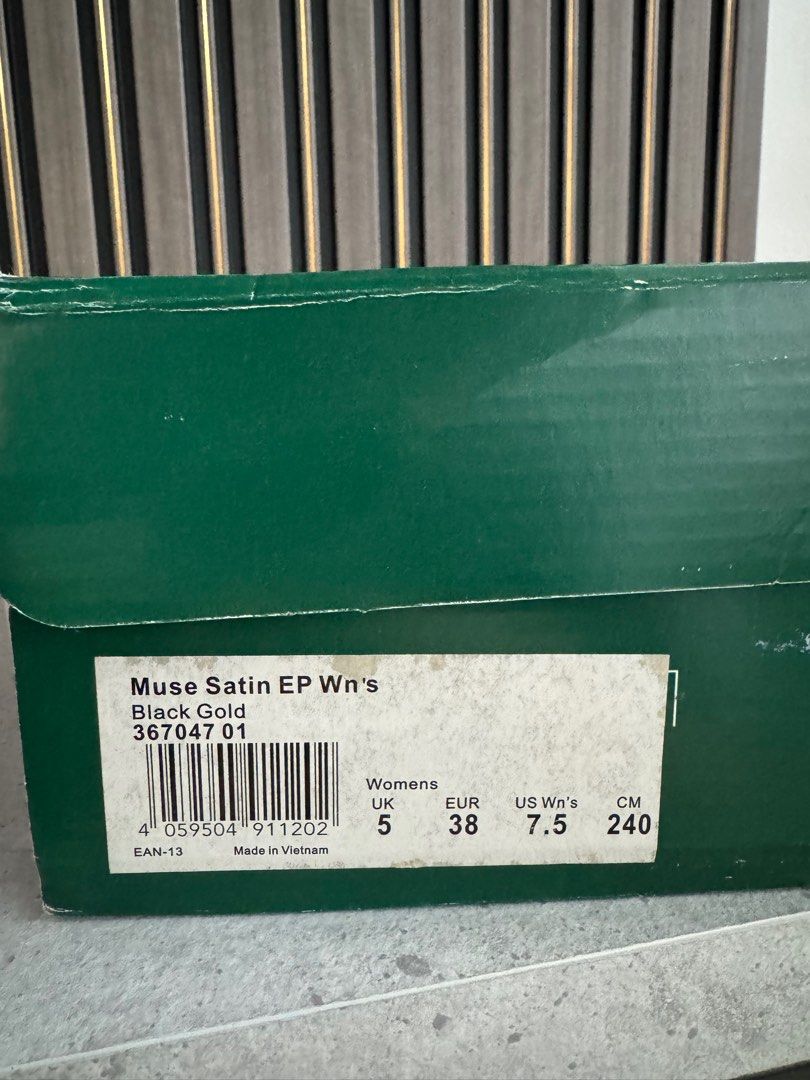 Muse Satin EP Wn's
Black Gold
367047 01
Womens
UK EUR US Wn's CM
5 38 7.5 240
4 059504 911202
EAN-13 Made in Vietnam